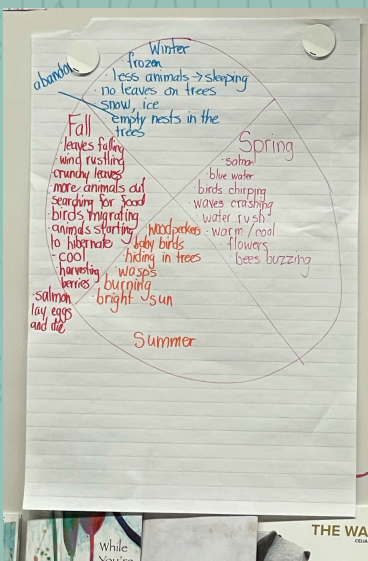 Winter
frozen
abandon
· less animals → sleeping
· no leaves on trees
snow, ice
empty nests in the
trees
Fall
· leaves falling
wind rustling
crunchy leaves
· more animals out
searching for food
· birds migrating
· animals starting
to hibernate
· cool
· harvesting
berries
· salmon
lay eggs
and die
Spring
· salmon
· blue water
· birds chirping
· waves crashing
water rush
· warm / cool
· flowers
· bees buzzing
woodpeckers
baby birds
hiding in trees
· wasps
burning
· bright sun
Summer
While
You're
THE WA
CELIA